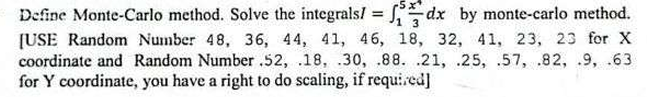 Define Monte-Carlo method. Solve the integralsI = ∫₁⁵ x⁴/3 dx by monte-carlo method.
[USE Random Number 48, 36, 44, 41, 46, 18, 32, 41, 23, 23 for X
coordinate and Random Number .52, .18, .30, .88. .21, .25, .57, .82, .9, .63
for Y coordinate, you have a right to do scaling, if required]